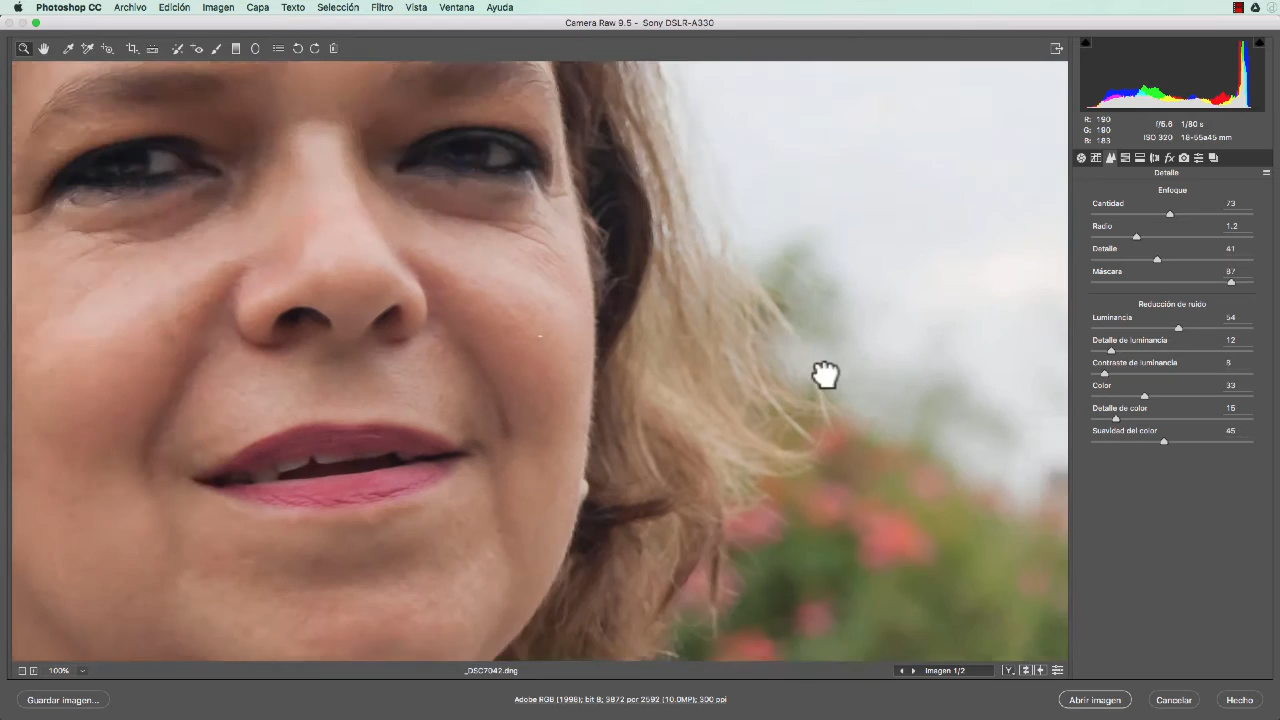 Photoshop CC Archivo Edición Imagen Capa Texto Selección Filtro Vista Ventana Ayuda
Camera Raw 9.5 - Sony DSLR-A330
R: 190
G: 190
B: 183
f/5.6 1/80 s
ISO 320 18-55a45 mm
Detalle
Enfoque
Cantidad 73
Radio 1.2
Detalle 41
Máscara 87
Reducción de ruido
Luminancia 54
Detalle de luminancia 12
Contraste de luminancia 8
Color 33
Detalle de color 15
Suavidad del color 45
100%
_DSC7042.dng
Imagen 1/2
Y
Guardar imagen...
Adobe RGB (1998); bit 8; 3872 por 2592 (10.0MP); 300 ppi
Abrir imagen
Cancelar
Hecho